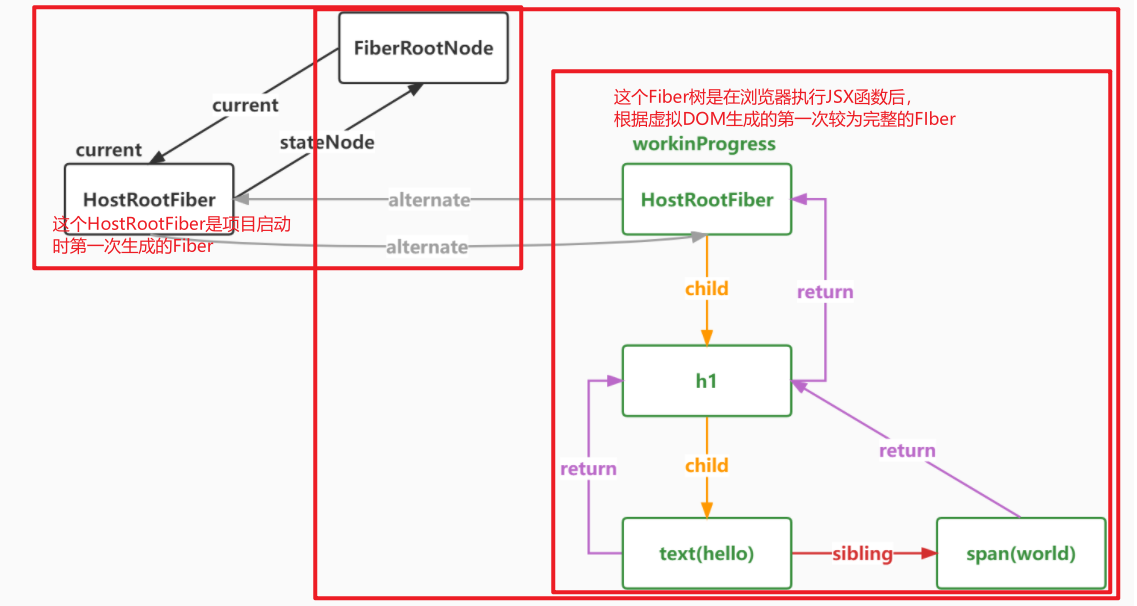 FiberRootNode
current
stateNode
current
HostRootFiber
这个HostRootFiber是项目启动
时第一次生成的Fiber
alternate
alternate
这个Fiber树是在浏览器执行JSX函数后，
根据虚拟DOM生成的第一次较为完整的FIber
workinProgress
HostRootFiber
child
return
h1
return
child
return
text(hello)
sibling
span(world)